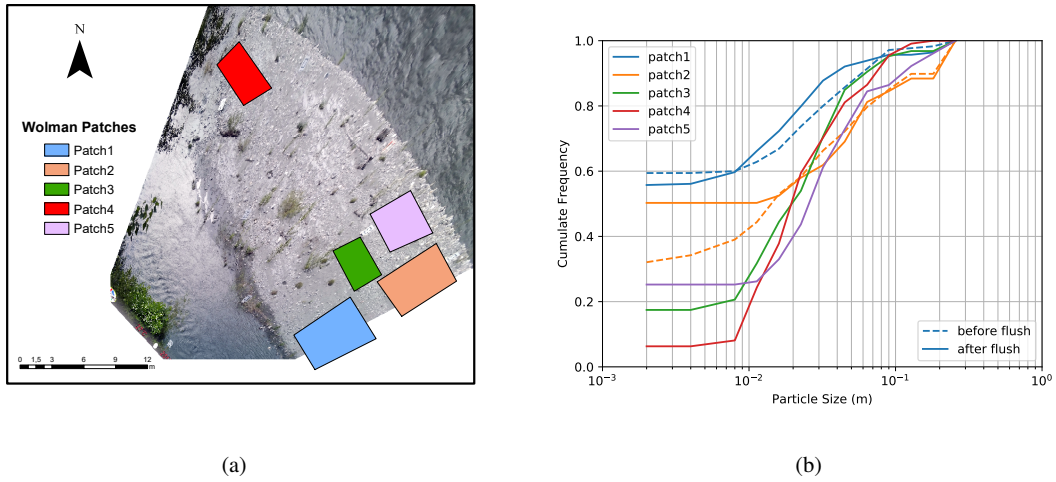 N
Wolman Patches
Patch1
Patch2
Patch3
Patch4
Patch5
0 1,5 3 6 9 12
m
(a)
1.0
0.8
0.6
0.4
0.2
0.0
Cumulate Frequency
patch1
patch2
patch3
patch4
patch5
before flush
after flush
10⁻³ 10⁻² 10⁻¹ 10⁰
Particle Size (m)
(b)